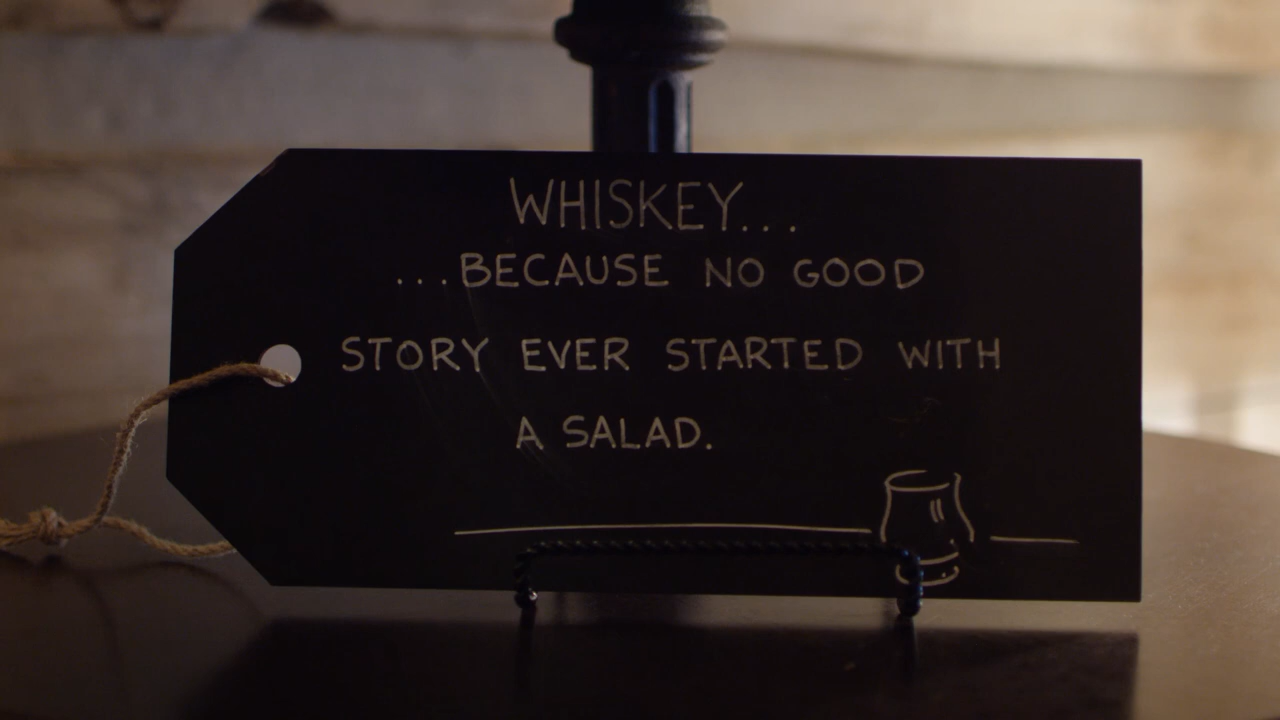 WHISKEY...
...BECAUSE NO GOOD
STORY EVER STARTED WITH
A SALAD.